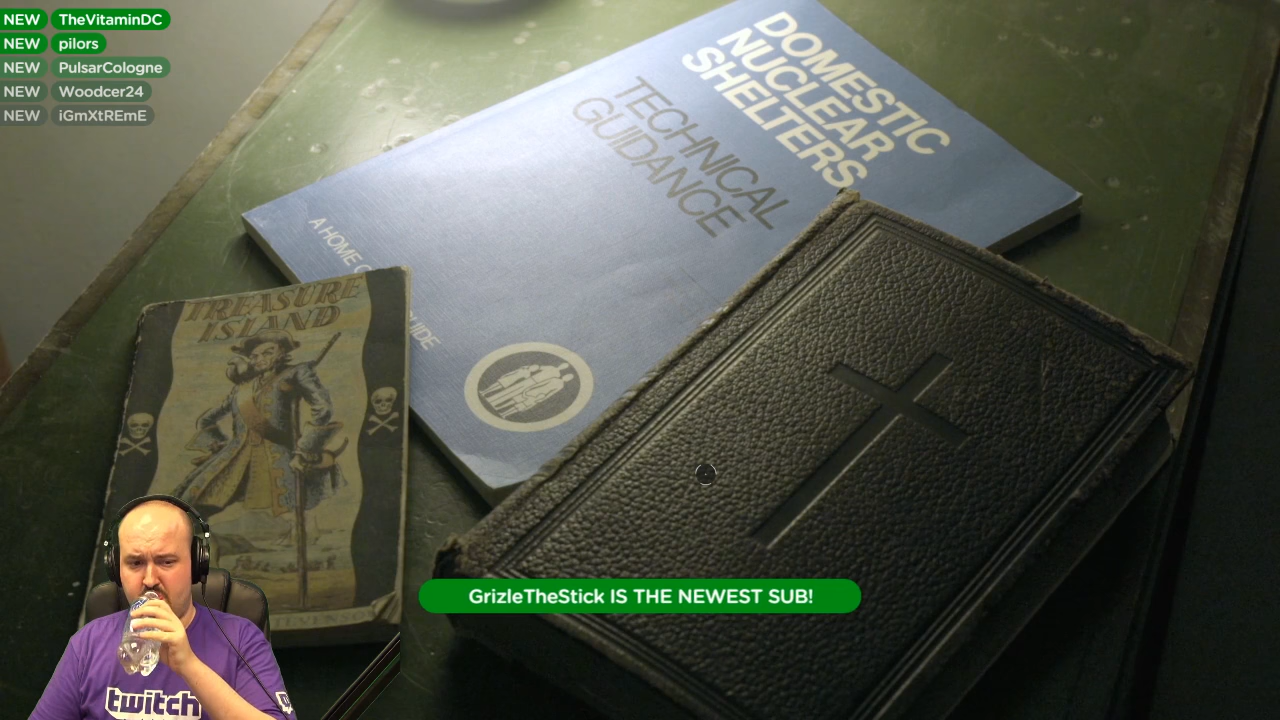 NEW TheVitaminDC
NEW pilors
NEW PulsarCologne
NEW Woodcer24
NEW iGmXtREmE
DOMESTIC
NUCLEAR
SHELTERS
TECHNICAL
GUIDANCE
A HOME
TREASURE
ISLAND
GrizleTheStick IS THE NEWEST SUB!
twitch